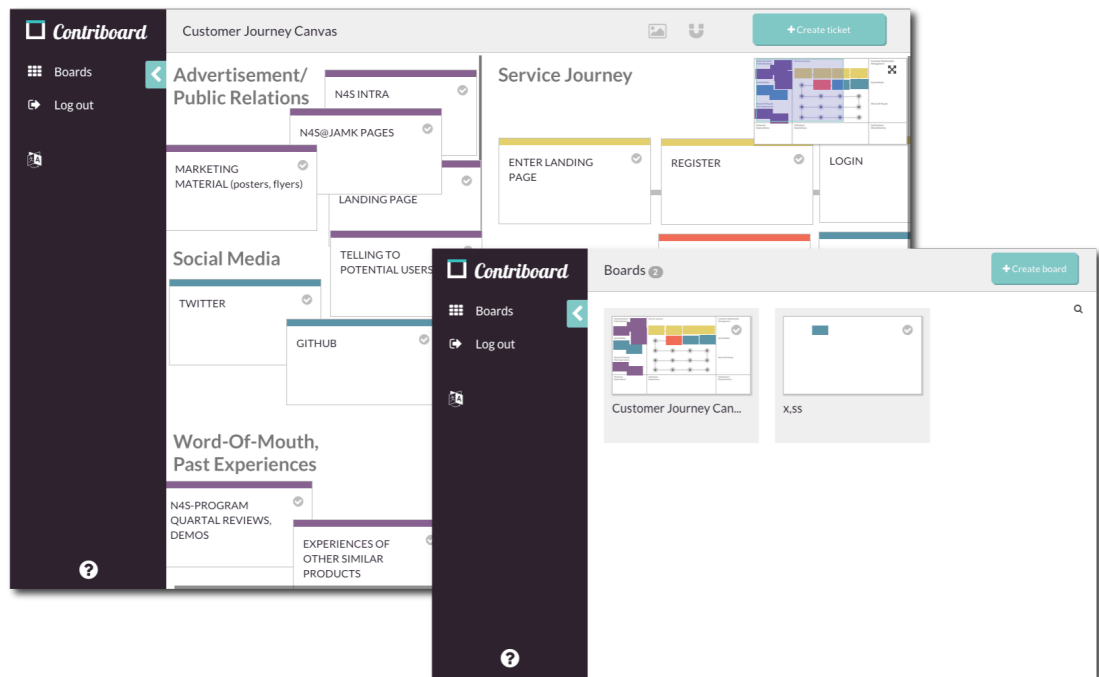 Contriboard
Boards
Log out
Customer Journey Canvas
+Create ticket
Advertisement/
Public Relations
N4S INTRA
N4S@JAMK PAGES
MARKETING
MATERIAL (posters, flyers)
LANDING PAGE
TELLING TO
POTENTIAL USERS
Social Media
TWITTER
GITHUB
Word-Of-Mouth,
Past Experiences
N4S-PROGRAM
QUARTAL REVIEWS,
DEMOS
EXPERIENCES OF
OTHER SIMILAR
PRODUCTS
Service Journey
ENTER LANDING
PAGE
REGISTER
LOGIN
?
Contriboard
Boards
Log out
Boards 2
+Create board
Customer Journey Can...
x,ss
?